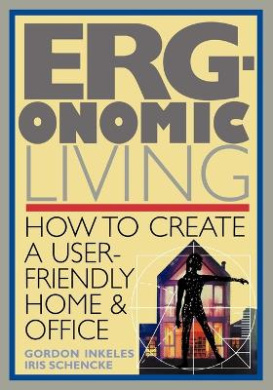 ERG-
ONOMIC
LIVING
HOW TO CREATE
A USER-
FRIENDLY
HOME &
OFFICE
GORDON INKELES
IRIS SCHENCKE